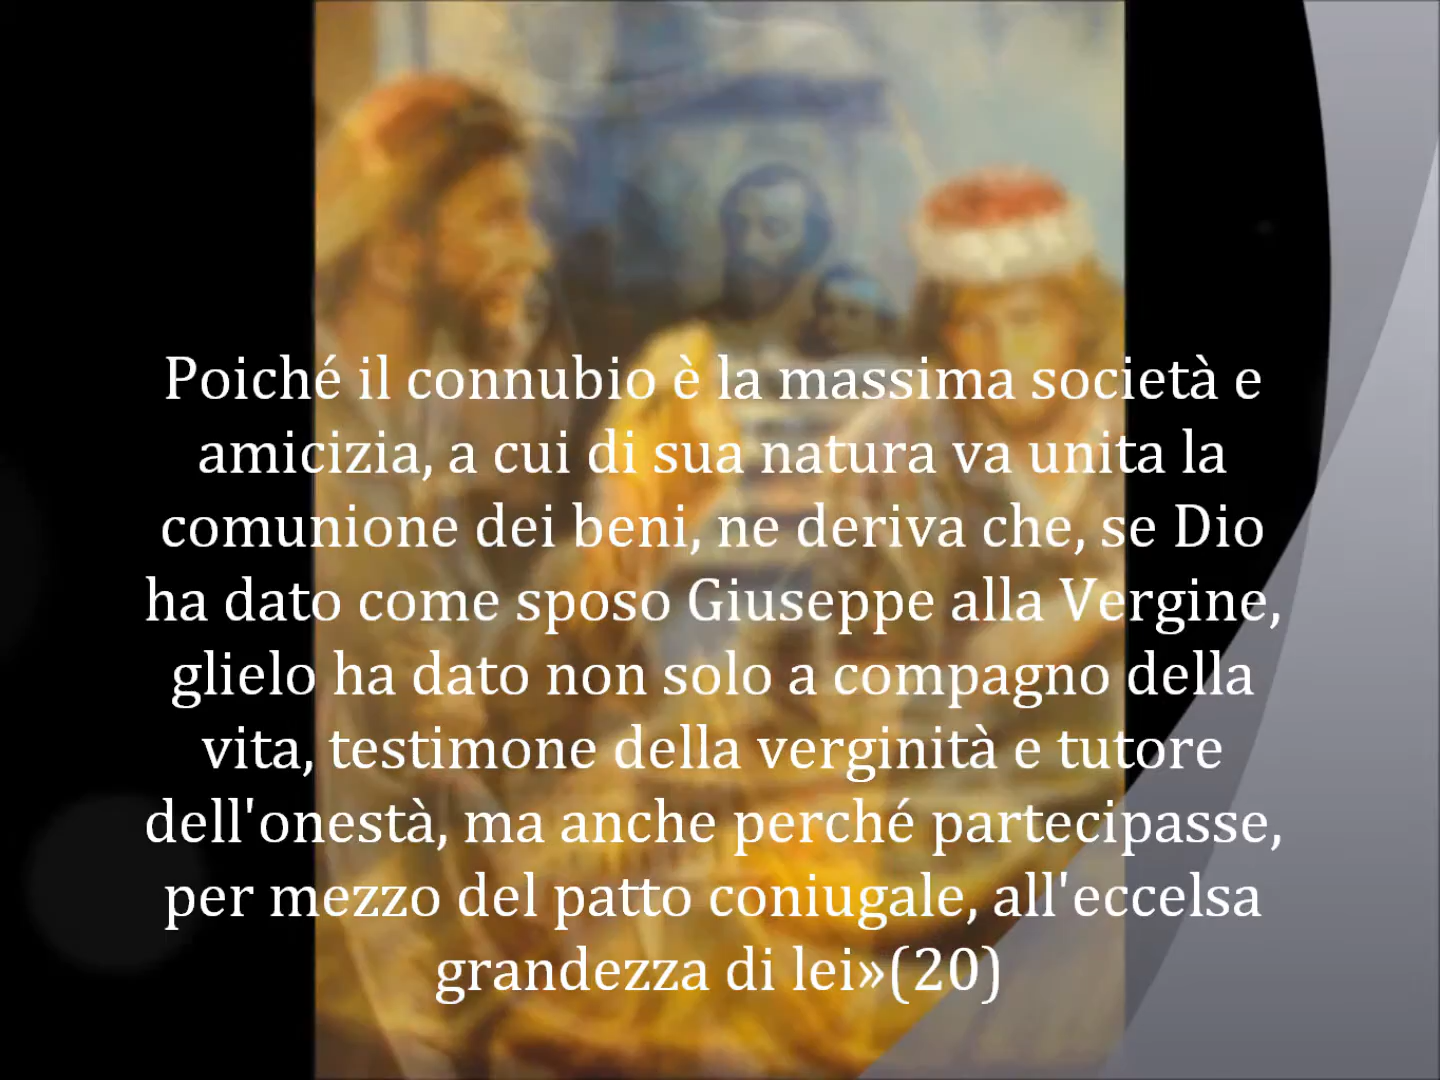 Poiché il connubio è la massima società e
amicizia, a cui di sua natura va unita la
comunione dei beni, ne deriva che, se Dio
ha dato come sposo Giuseppe alla Vergine,
glielo ha dato non solo a compagno della
vita, testimone della verginità e tutore
dell'onestà, ma anche perché partecipasse,
per mezzo del patto coniugale, all'eccelsa
grandezza di lei»(20)